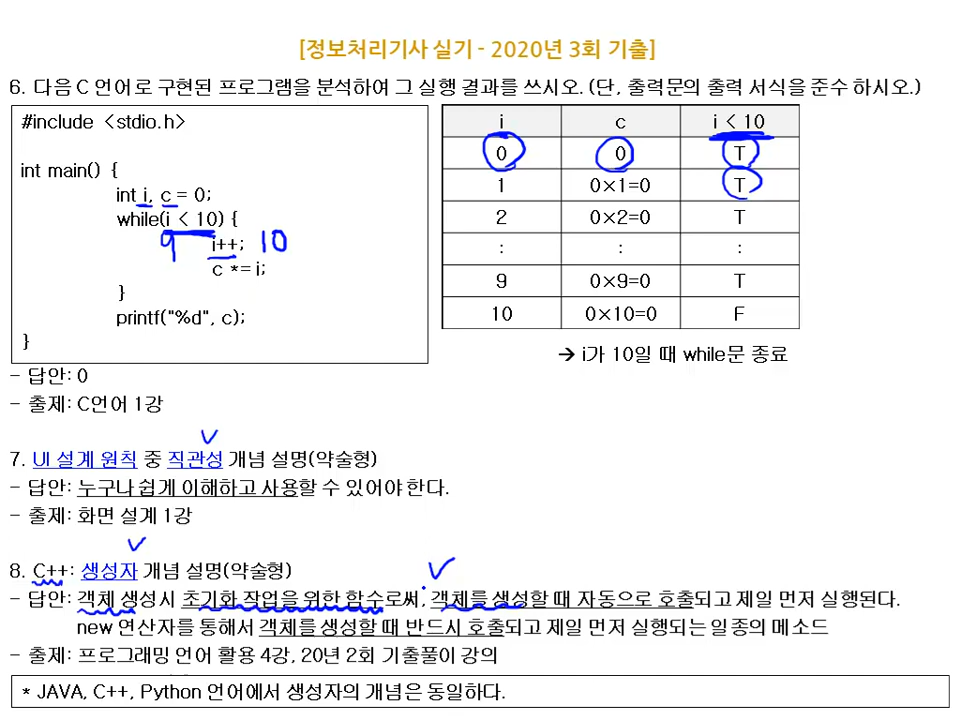 [정보처리기사 실기 - 2020년 3회 기출]
6. 다음 C 언어로 구현된 프로그램을 분석하여 그 실행 결과를 쓰시오. (단, 출력문의 출력 서식을 준수 하시오.)
#include <stdio.h>
int main() {
int i, c = 0;
while(i < 10) {
9 i++; 10
c *= i;
}
printf("%d", c);
}
i c i < 10
0 0 T
1 0×1=0 T
2 0×2=0 T
: : :
9 0×9=0 T
10 0×10=0 F
→ i가 10일 때 while문 종료
- 답안: 0
- 출제: C언어 1강
7. UI 설계 원칙 중 직관성 개념 설명(약술형)
- 답안: 누구나 쉽게 이해하고 사용할 수 있어야 한다.
- 출제: 화면 설계 1강
8. C++: 생성자 개념 설명(약술형)
- 답안: 객체 생성시 초기화 작업을 위한 함수로써, 객체를 생성할 때 자동으로 호출되고 제일 먼저 실행된다.
new 연산자를 통해서 객체를 생성할 때 반드시 호출되고 제일 먼저 실행되는 일종의 메소드
- 출제: 프로그래밍 언어 활용 4강, 20년 2회 기출풀이 강의
* JAVA, C++, Python 언어에서 생성자의 개념은 동일하다.